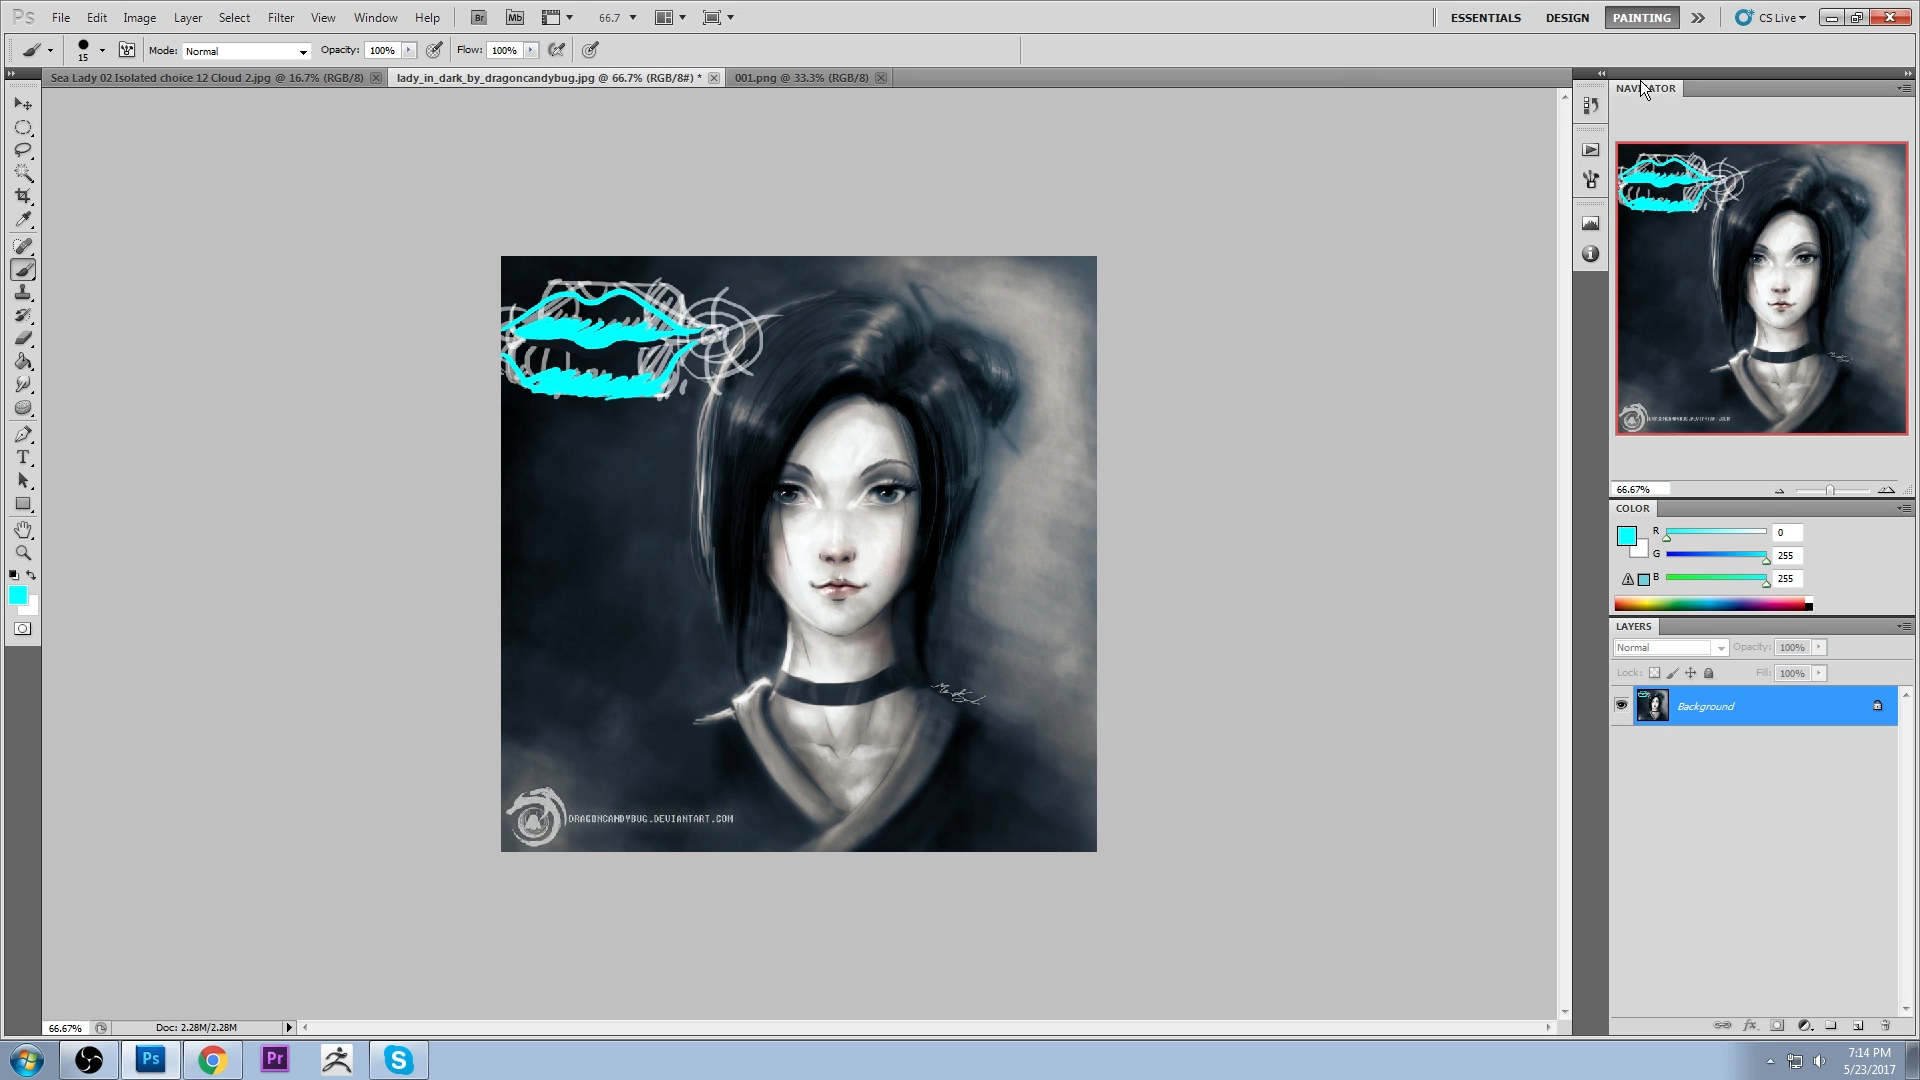 Ps File Edit Image Layer Select Filter View Window Help Br Mb 66.7 ESSENTIALS DESIGN PAINTING CS Live
15 Mode: Normal Opacity: 100% Flow: 100%
Sea Lady 02 Isolated choice 12 Cloud 2.jpg @ 16.7% (RGB/8) lady_in_dark_by_dragoncandybug.jpg @ 66.7% (RGB/8#) * 001.png @ 33.3% (RGB/8)
NAVIGATOR
66.67%
COLOR
R 0
G 255
B 255
LAYERS
Normal Opacity: 100%
Lock: Fill: 100%
Background
DRAGONCANDYBUG.DEVIANTART.COM
66.67% Doc: 2.28M/2.28M
Ps Pr S
7:14 PM
5/23/2017